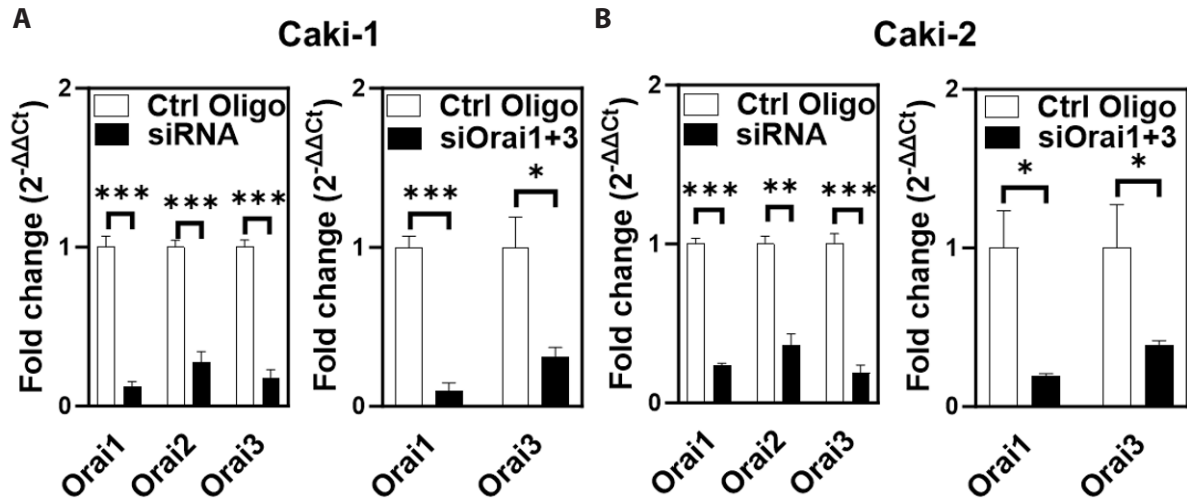 A
Caki-1
Fold change (2^-ΔΔCt)
2
1
0
Ctrl Oligo
siRNA
***
***
***
Orai1
Orai2
Orai3
Fold change (2^-ΔΔCt)
2
1
0
Ctrl Oligo
siOrai1+3
***
*
Orai1
Orai3
B
Caki-2
Fold change (2^-ΔΔCt)
2
1
0
Ctrl Oligo
siRNA
***
**
***
Orai1
Orai2
Orai3
Fold change (2^-ΔΔCt)
2
1
0
Ctrl Oligo
siOrai1+3
*
*
Orai1
Orai3